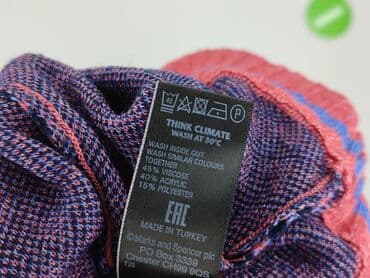 THINK CLIMATE
WASH AT 30°C
WASH INSIDE OUT
WASH SIMILAR COLOURS
TOGETHER
45% VISCOSE
40% ACRYLIC
15% POLYESTER
EAC
MADE IN TURKEY
©Marks and Spencer plc
PO Box 3339
Chester CH99 9QS